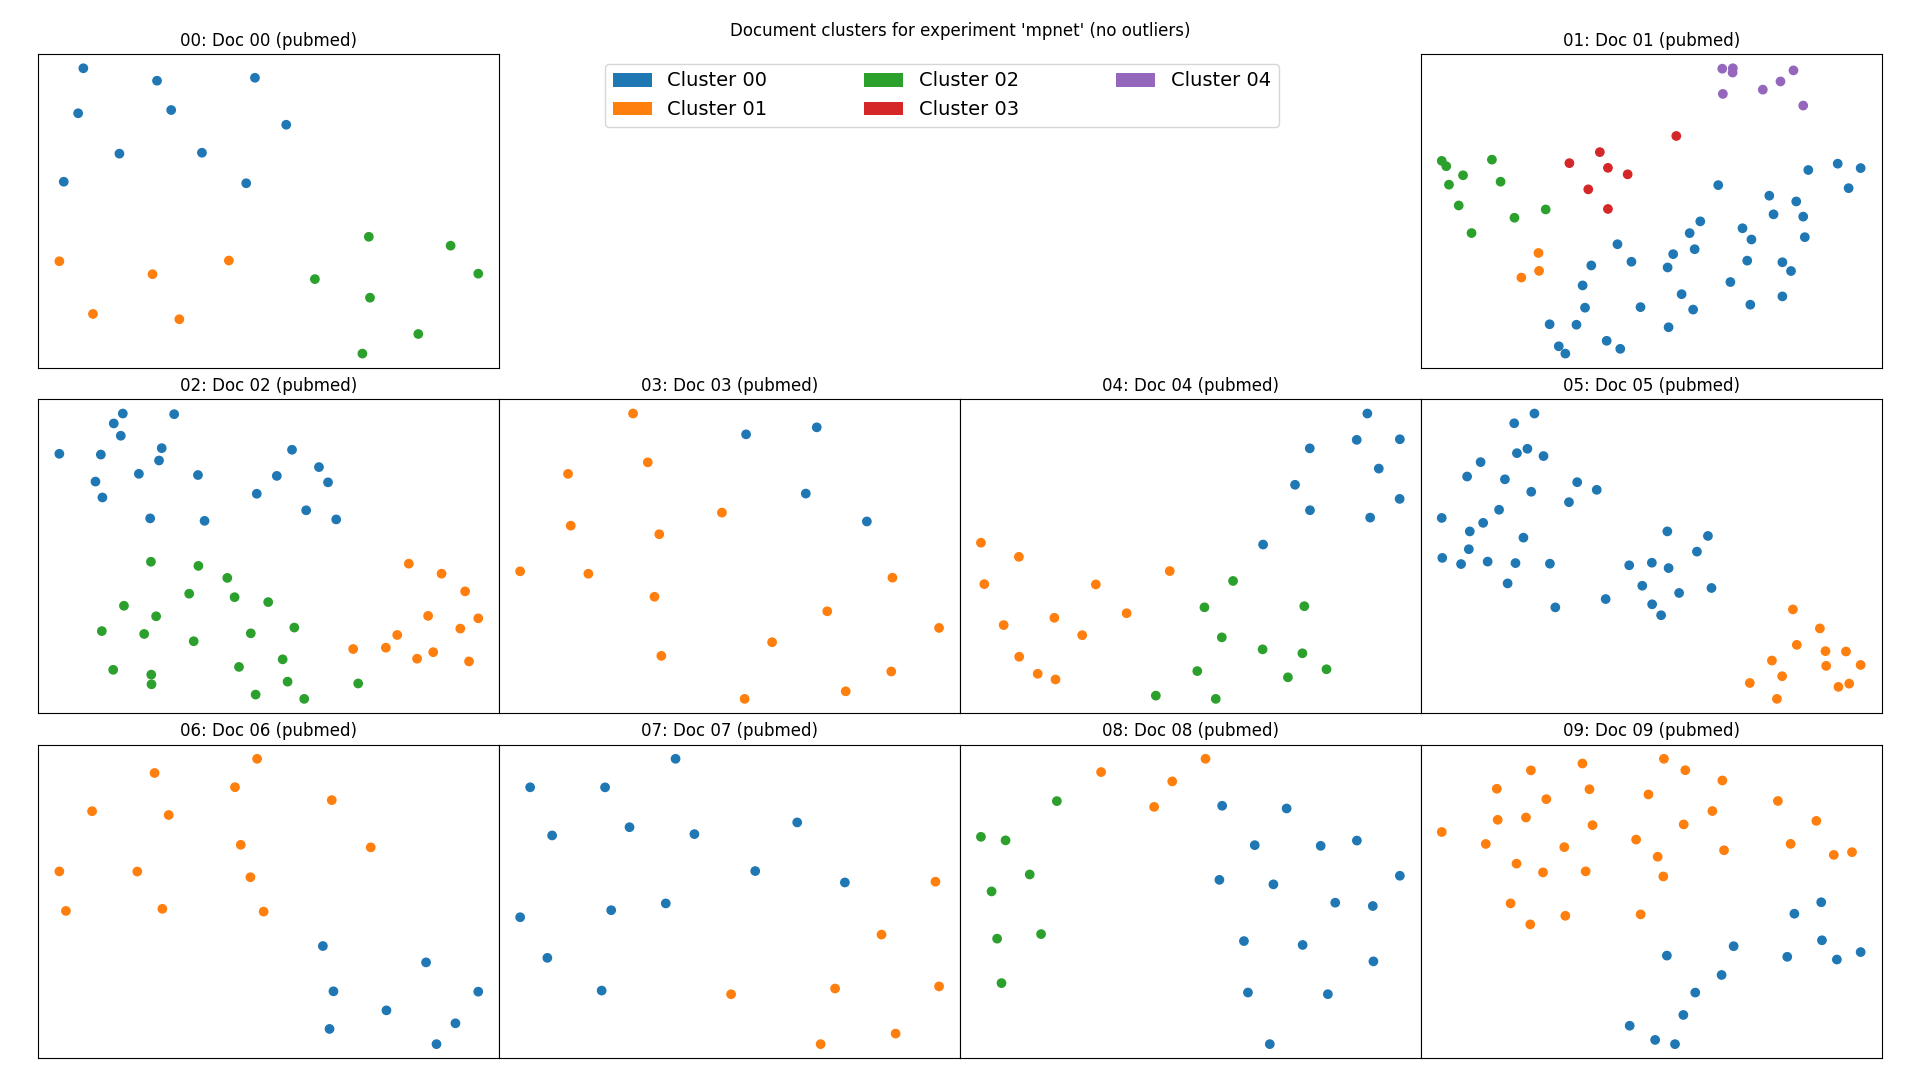 Document clusters for experiment 'mpnet' (no outliers)
00: Doc 00 (pubmed)
01: Doc 01 (pubmed)
Cluster 00
Cluster 02
Cluster 04
Cluster 01
Cluster 03
02: Doc 02 (pubmed)
03: Doc 03 (pubmed)
04: Doc 04 (pubmed)
05: Doc 05 (pubmed)
06: Doc 06 (pubmed)
07: Doc 07 (pubmed)
08: Doc 08 (pubmed)
09: Doc 09 (pubmed)